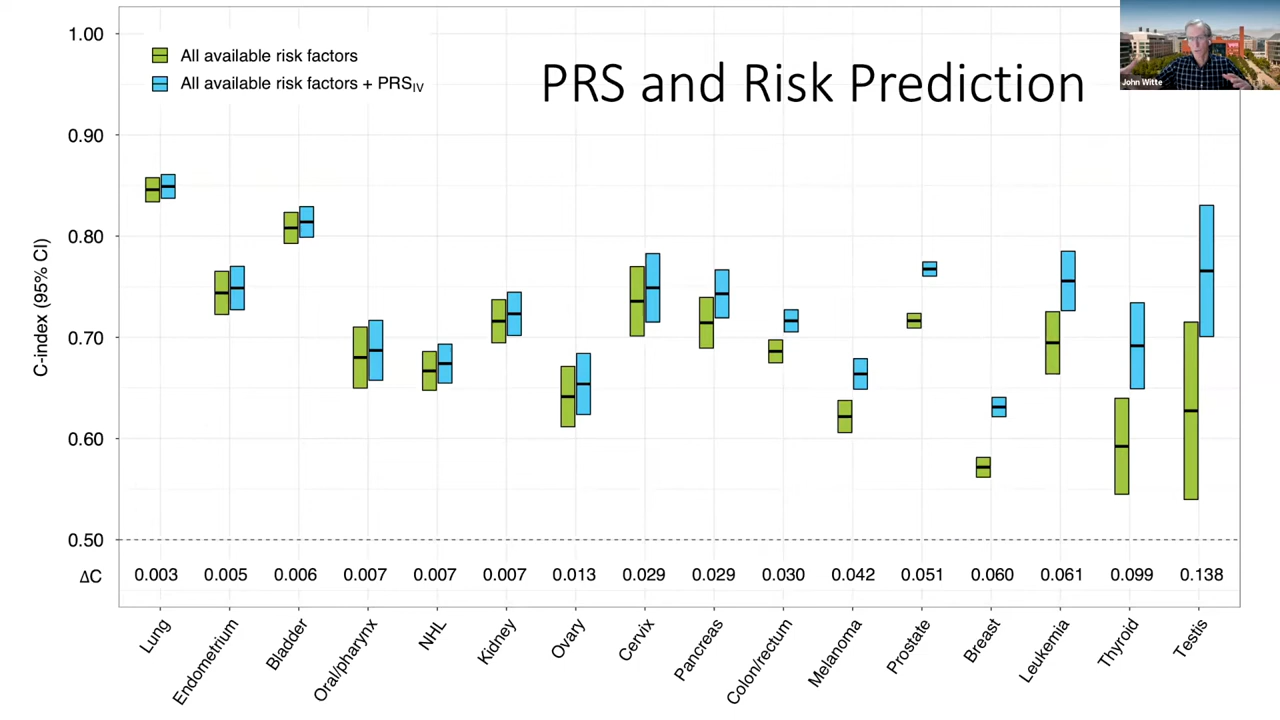 PRS and Risk Prediction
John Witte
All available risk factors
All available risk factors + PRSIV
C-index (95% CI)
1.00
0.90
0.80
0.70
0.60
0.50
ΔC 0.003 0.005 0.006 0.007 0.007 0.007 0.013 0.029 0.029 0.030 0.042 0.051 0.060 0.061 0.099 0.138
Lung
Endometrium
Bladder
Oral/pharynx
NHL
Kidney
Ovary
Cervix
Pancreas
Colon/rectum
Melanoma
Prostate
Breast
Leukemia
Thyroid
Testis